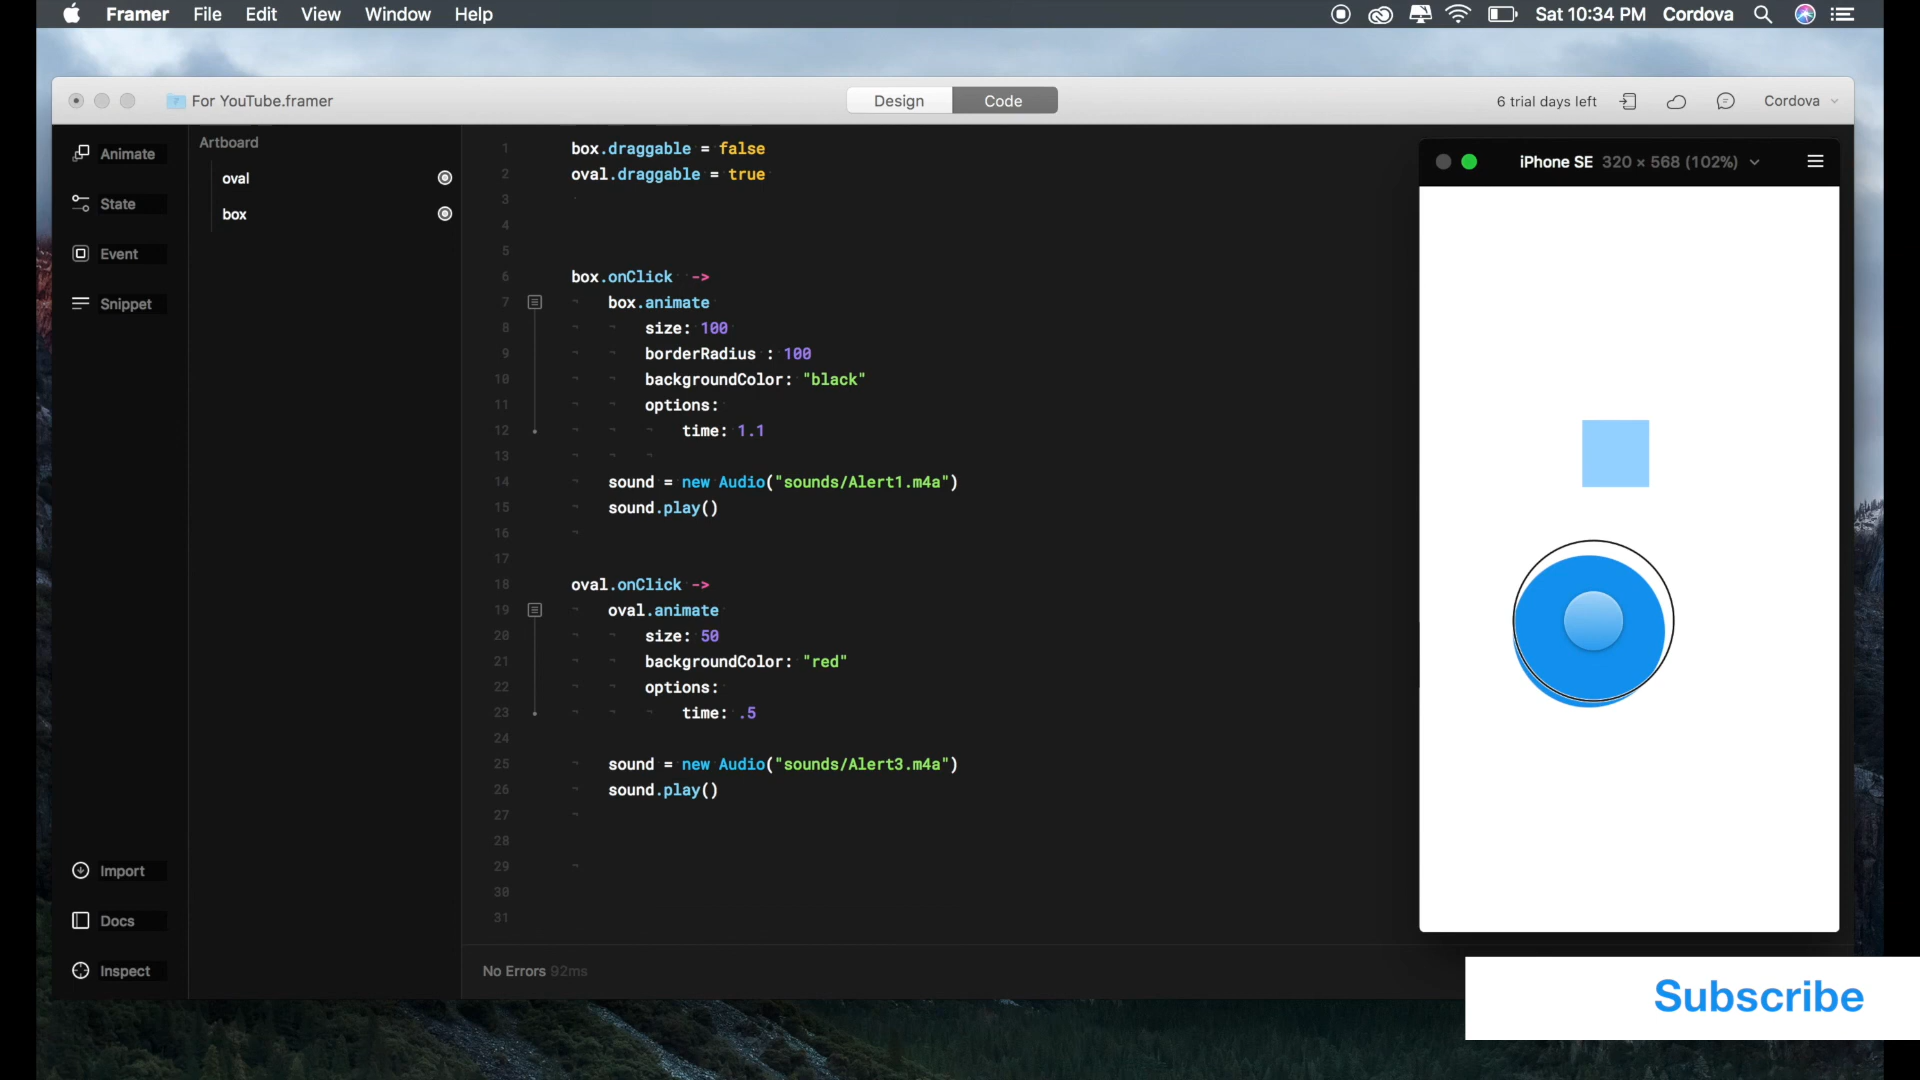 Framer File Edit View Window Help Sat 10:34 PM Cordova
For YouTube.framer Design Code 6 trial days left Cordova
Animate
State
Event
Snippet
Import
Docs
Inspect
Artboard
oval
box
1 box.draggable = false
2 oval.draggable = true
3
4
5
6 box.onClick ->
7 box.animate
8 size: 100
9 borderRadius : 100
10 backgroundColor: "black"
11 options:
12 time: 1.1
13
14 sound = new Audio("sounds/Alert1.m4a")
15 sound.play()
16
17
18 oval.onClick ->
19 oval.animate
20 size: 50
21 backgroundColor: "red"
22 options:
23 time: .5
24
25 sound = new Audio("sounds/Alert3.m4a")
26 sound.play()
27
28
29
30
31
No Errors 92ms
iPhone SE 320 × 568 (102%)
Subscribe